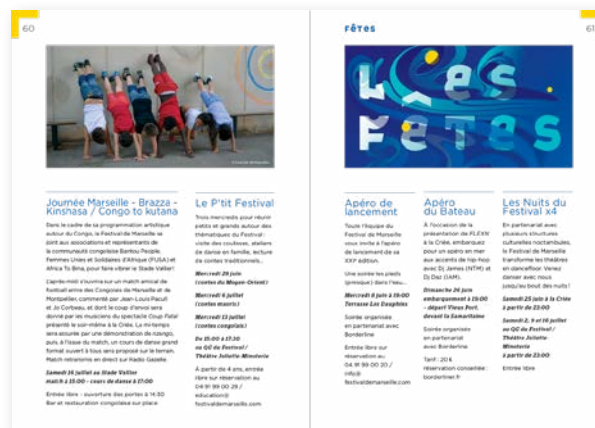 60
Journée Marseille - Brazza -
Kinshasa / Congo to kutana
Dans le cadre de sa programmation artistique
autour du Congo, le Festival de Marseille se
joint aux associations et représentants de
la communauté congolaise Bantou People,
Femmes Unies et Solidaires d'Afrique (FUSA) et
Africa To Bina, pour faire vibrer le Stade Vallier!
L'après-midi s'ouvrira sur un match amical de
football entre des Congolais de Marseille et de
Montpellier, commenté par Jean-Louis Pacull
et Jo Corbeau, et dont le coup d'envoi sera
donné par les musiciens du spectacle Coup Fatal
présenté le soir-même à la Criée. La mi-temps
sera assurée par une démonstration de
puis, à l'issue du match, un cours de danse grand
format ouvert à tous sera proposé sur le terrain.
Match retransmis en direct sur Radio Gazelle
Samedi 16 juillet au Stade Vallier
match à 15:00 - cours de danse à 17:00
Entrée libre - ouverture des portes à 14:30
Bar et restauration congolaise sur place
Le P'tit Festival
Trois mercredis pour réunir
petits et grands autour des
thématiques du Festival :
visite des coulisses, ateliers
de danse en famille, lecture
de contes traditionnels...
Mercredi 29 juin
(contes du Moyen-Orient)
Mercredi 6 juillet
(contes maoris)
Mercredi 13 juillet
(contes congolais)
De 15:00 à 17:30
au QG du Festival /
Théâtre Joliette-Minoterie
À partir de 4 ans, entrée
libre sur réservation au
04 91 99 00 28 /
education@
festivaldemarseille.com
FÊTES
61
Les
Fêtes
Apéro de
lancement
Toute l'équipe du
Festival de Marseille
vous invite à l'apéro
de lancement de sa
XXIe édition.
Une soirée les pieds
(presque) dans l'eau...
Mercredi 8 juin à 19:00
Terrasse Les Dauphins
Soirée organisée
en partenariat avec
Borderline
Entrée libre sur
réservation au
04 91 99 00 20 /
info@
festivaldemarseille.com
Apéro
du Bateau
À l'occasion de la
présentation de FLEXN
à la Criée, embarquez
pour un apéro en mer
aux accents de hip-hop
avec Dj James (NTM) et
Dj Daz (IAM).
Dimanche 26 juin
embarquement à 15:00
- départ Vieux Port,
devant la Samaritaine
Soirée organisée
en partenariat
avec Borderline.
Tarif : 20 €
réservation conseillée :
borderliner.fr
Les Nuits du
Festival x4
En partenariat avec
plusieurs structures
culturelles noctambules,
le Festival de Marseille
transforme les théâtres
en dancefloor. Venez
danser avec nous
jusqu'au bout des nuits !
Samedi 25 juin à la Criée
à partir de 23:00
Samedi 2, 9 et 16 juillet
au QG du Festival /
Théâtre Joliette-
Minoterie
à partir de 23:00
Entrée libre